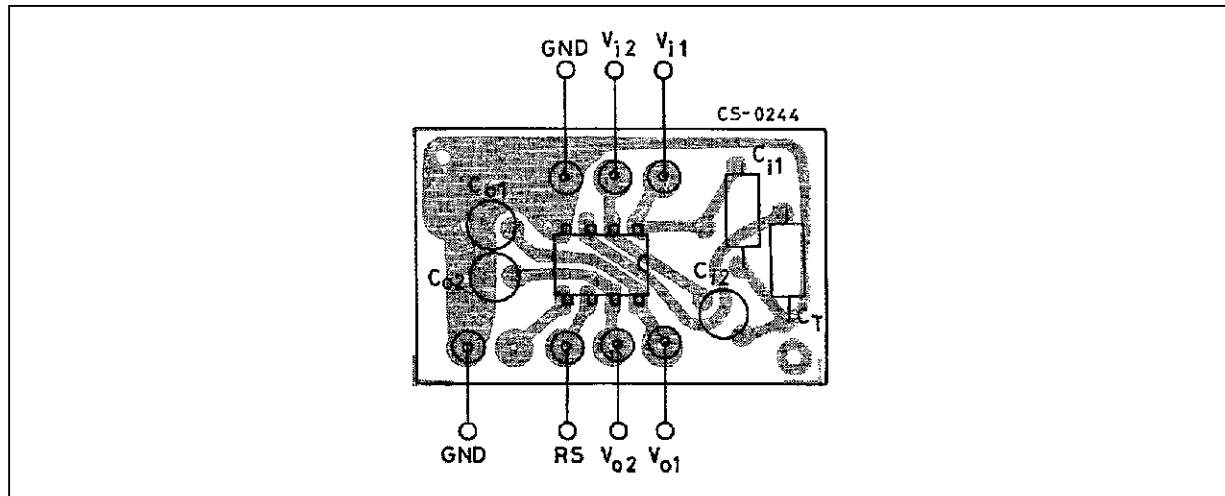 GND Vi2 Vi1
CS-0244
Ci1
Co1
Co2
Ci2
CT
GND RS Vo2 Vo1